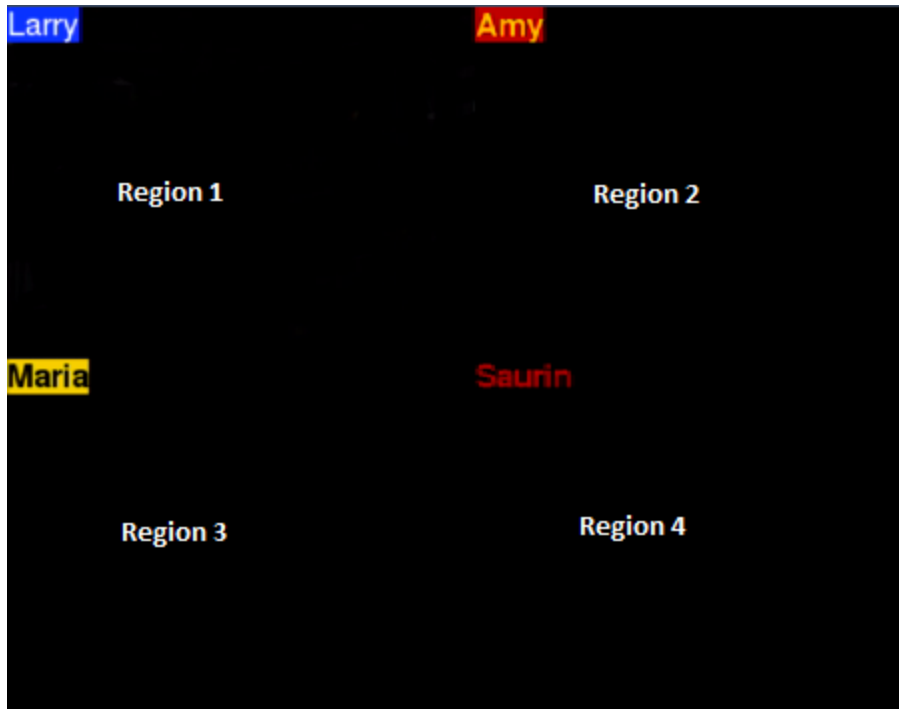 Larry
Amy
Region 1
Region 2
Maria
Saurin
Region 3
Region 4